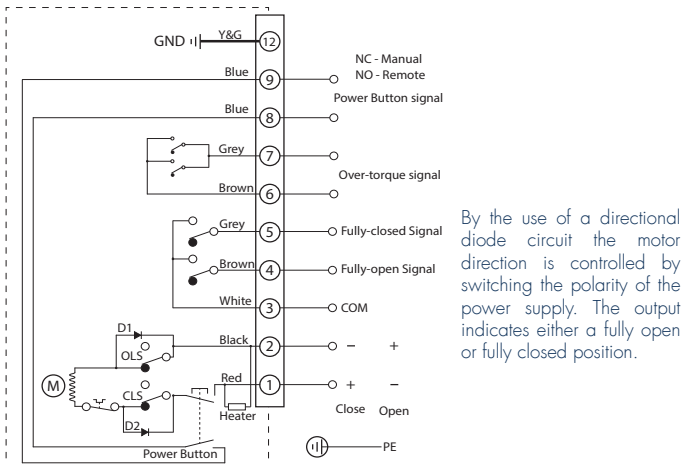 GND Y&G 12
NC - Manual
NO - Remote
Blue 9
Power Button signal
Blue 8
Grey 7
Over-torque signal
Brown 6
Grey 5 Fully-closed Signal
Brown 4 Fully-open Signal
White 3 COM
D1
Black 2 − +
OLS
M
Red 1 + −
CLS
Heater
Close Open
D2
Power Button
PE
By the use of a directional
diode circuit the motor
direction is controlled by
switching the polarity of the
power supply. The output
indicates either a fully open
or fully closed position.